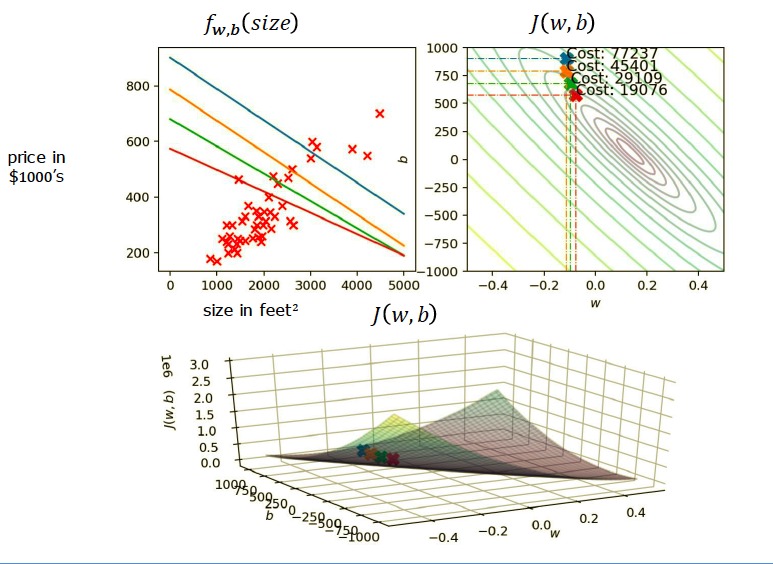 f_{w,b}(size)
J(w, b)
price in
$1000's
800
600
400
200
0
1000
2000
3000
4000
5000
size in feet²
1000
750
500
250
0
−250
−500
−750
−1000
b
Cost: 77237
Cost: 45401
Cost: 29109
Cost: 19076
−0.4
−0.2
0.0
0.2
0.4
w
J(w, b)
1e6
J(w, b)
3.0
2.5
2.0
1.5
1.0
0.5
0.0
1000
750
500
250
0
−250
−500
−750
−1000
b
−0.4
−0.2
0.0
0.2
0.4
w